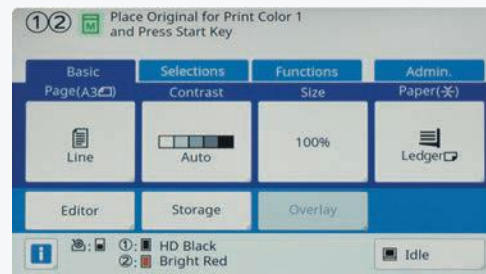 ①② M Place Original for Print Color 1
and Press Start Key
Basic Selections Functions Admin.
Page(A3) Contrast Size Paper(✳)
Line Auto 100% Ledger
Editor Storage Overlay
i ①: HD Black
②: Bright Red
Idle